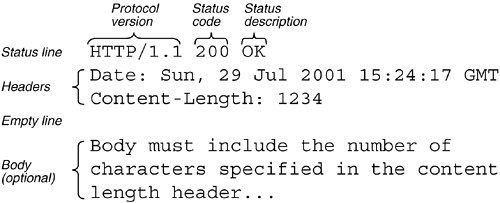 Protocol version
Status code
Status description
Status line
HTTP/1.1 200 OK
Headers
Date: Sun, 29 Jul 2001 15:24:17 GMT
Content-Length: 1234
Empty line
Body (optional)
Body must include the number of
characters specified in the content
length header...